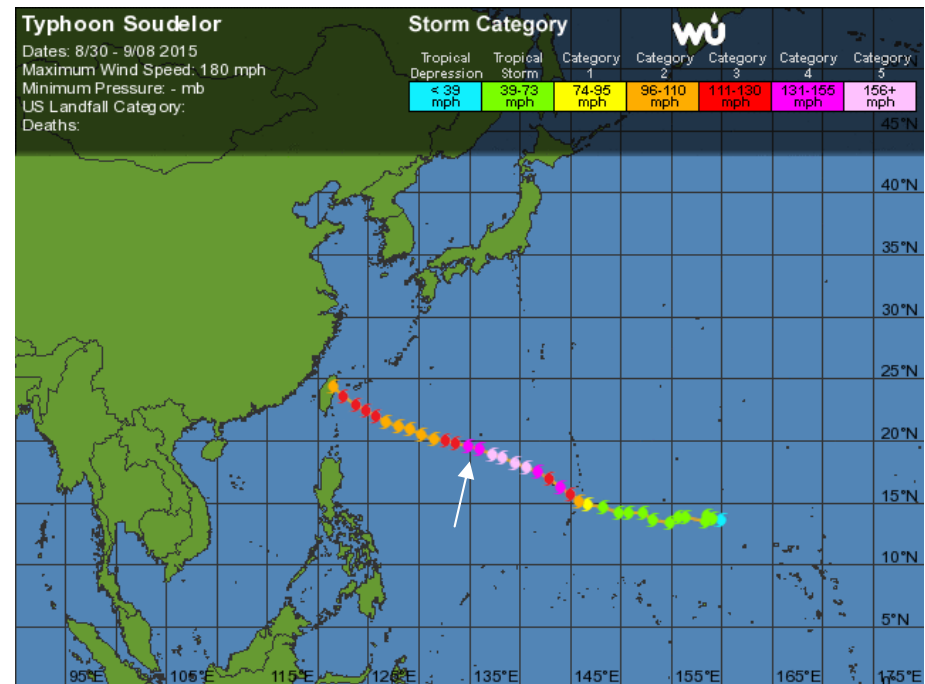 Typhoon Soudelor
Dates: 8/30 - 9/08 2015
Maximum Wind Speed: 180 mph
Minimum Pressure: - mb
US Landfall Category:
Deaths:
Storm Category
wu
Tropical Depression
Tropical Storm
Category 1
Category 2
Category 3
Category 4
Category 5
< 39 mph
39-73 mph
74-95 mph
96-110 mph
111-130 mph
131-155 mph
156+ mph
45°N
40°N
35°N
30°N
25°N
20°N
15°N
10°N
5°N
95°E 105°E 115°E 125°E 135°E 145°E 155°E 165°E 175°E